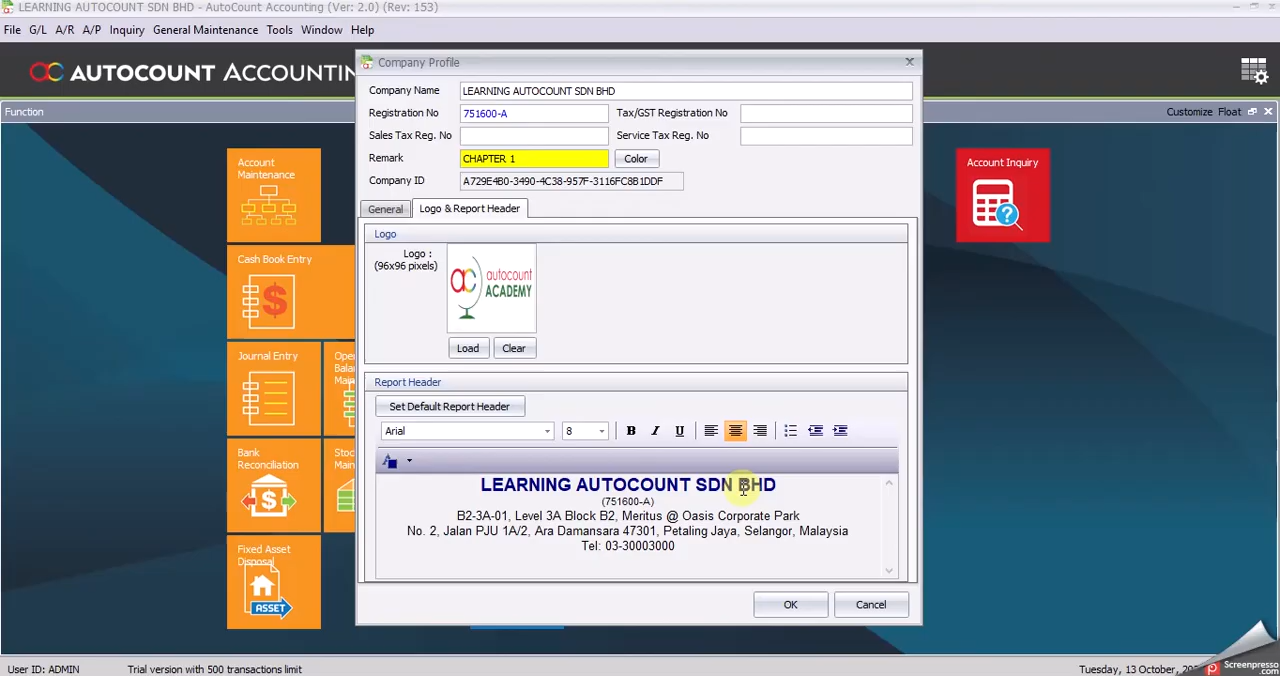 LEARNING AUTOCOUNT SDN BHD - AutoCount Accounting (Ver: 2.0) (Rev: 153)
File G/L A/R A/P Inquiry General Maintenance Tools Window Help
AUTOCOUNT ACCOUNTIN
Function
Customize Float
Account
Maintenance
Cash Book Entry
Journal Entry
Bank
Reconciliation
Fixed Asset
Disposal
ASSET
Account Inquiry
Company Profile
Company Name LEARNING AUTOCOUNT SDN BHD
Registration No 751600-A Tax/GST Registration No
Sales Tax Reg. No Service Tax Reg. No
Remark CHAPTER 1 Color
Company ID A729E4B0-3490-4C38-957F-3116FC8B1DDF
General Logo & Report Header
Logo
Logo :
(96x96 pixels)
ac autocount
ACADEMY
Load Clear
Report Header
Set Default Report Header
Arial 8 B I U
A
LEARNING AUTOCOUNT SDN BHD
(751600-A)
B2-3A-01, Level 3A Block B2, Meritus @ Oasis Corporate Park
No. 2, Jalan PJU 1A/2, Ara Damansara 47301, Petaling Jaya, Selangor, Malaysia
Tel: 03-30003000
OK Cancel
User ID: ADMIN Trial version with 500 transactions limit
Tuesday, 13 October,
Screenpresso
.com